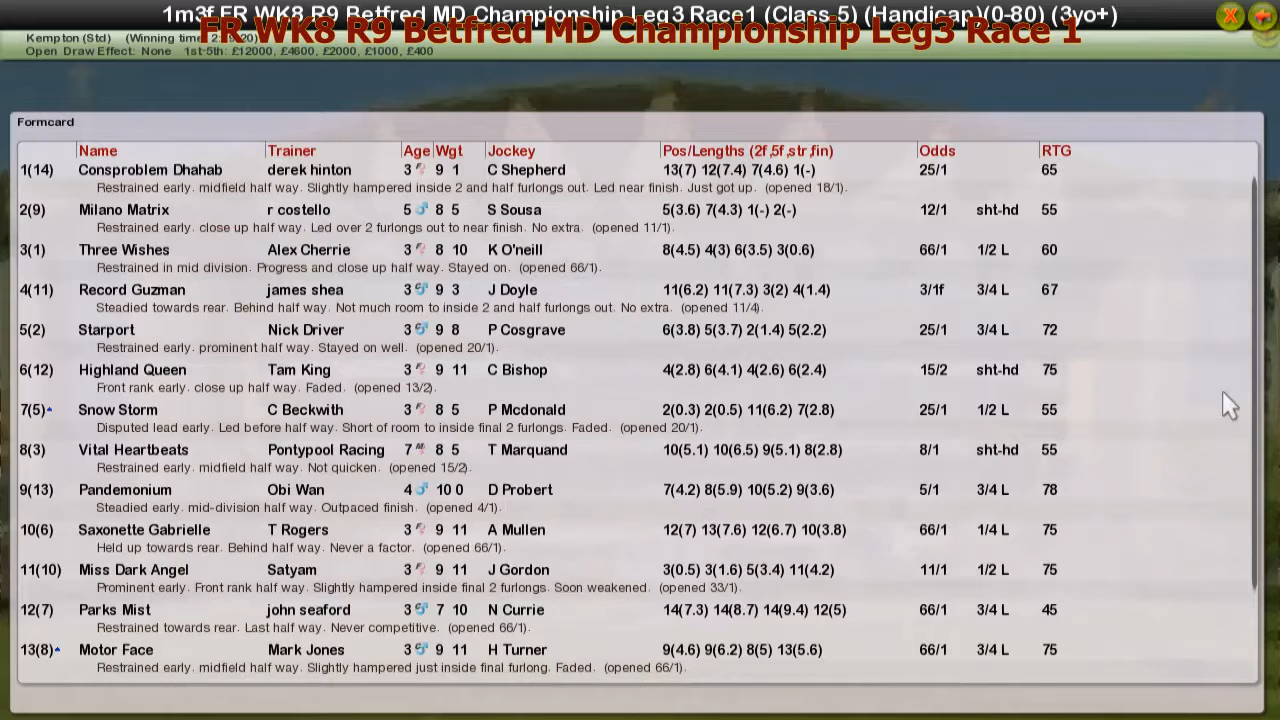 1m3f FR WK8 R9 Betfred MD Championship Leg3 Race1 (Class 5) (Handicap)(0-80) (3yo+)
FR WK8 R9 Betfred MD Championship Leg3 Race 1
Kempton (Std) (Winning time
Open Draw Effect: None 1st-5th: £12000, £4600, £2000, £1000, £400
Formcard
Name Trainer Age Wgt Jockey Pos/Lengths (2f,5f,str,fin) Odds RTG
1(14) Consproblem Dhahab derek hinton 3 9 1 C Shepherd 13(7) 12(7.4) 7(4.6) 1(-) 25/1 65
Restrained early. midfield half way. Slightly hampered inside 2 and half furlongs out. Led near finish. Just got up. (opened 18/1).
2(9) Milano Matrix r costello 5 8 5 S Sousa 5(3.6) 7(4.3) 1(-) 2(-) 12/1 sht-hd 55
Restrained early. close up half way. Led over 2 furlongs out to near finish. No extra. (opened 11/1).
3(1) Three Wishes Alex Cherrie 3 8 10 K O'neill 8(4.5) 4(3) 6(3.5) 3(0.6) 66/1 1/2 L 60
Restrained in mid division. Progress and close up half way. Stayed on. (opened 66/1).
4(11) Record Guzman james shea 3 9 3 J Doyle 11(6.2) 11(7.3) 3(2) 4(1.4) 3/1f 3/4 L 67
Steadied towards rear. Behind half way. Not much room to inside 2 and half furlongs out. No extra. (opened 11/4).
5(2) Starport Nick Driver 3 9 8 P Cosgrave 6(3.8) 5(3.7) 2(1.4) 5(2.2) 25/1 3/4 L 72
Restrained early. prominent half way. Stayed on well. (opened 20/1).
6(12) Highland Queen Tam King 3 9 11 C Bishop 4(2.8) 6(4.1) 4(2.6) 6(2.4) 15/2 sht-hd 75
Front rank early. close up half way. Faded. (opened 13/2).
7(5) Snow Storm C Beckwith 3 8 5 P Mcdonald 2(0.3) 2(0.5) 11(6.2) 7(2.8) 25/1 1/2 L 55
Disputed lead early. Led before half way. Short of room to inside final 2 furlongs. Faded. (opened 20/1).
8(3) Vital Heartbeats Pontypool Racing 7 8 5 T Marquand 10(5.1) 10(6.5) 9(5.1) 8(2.8) 8/1 sht-hd 55
Restrained early. midfield half way. Not quicken. (opened 15/2).
9(13) Pandemonium Obi Wan 4 10 0 D Probert 7(4.2) 8(5.9) 10(5.2) 9(3.6) 5/1 3/4 L 78
Steadied early. mid-division half way. Outpaced finish. (opened 4/1).
10(6) Saxonette Gabrielle T Rogers 3 9 11 A Mullen 12(7) 13(7.6) 12(6.7) 10(3.8) 66/1 1/4 L 75
Held up towards rear. Behind half way. Never a factor. (opened 66/1).
11(10) Miss Dark Angel Satyam 3 9 11 J Gordon 3(0.5) 3(1.6) 5(3.4) 11(4.2) 11/1 1/2 L 75
Prominent early. Front rank half way. Slightly hampered inside final 2 furlongs. Soon weakened. (opened 33/1).
12(7) Parks Mist john seaford 3 7 10 N Currie 14(7.3) 14(8.7) 14(9.4) 12(5) 66/1 3/4 L 45
Restrained towards rear. Last half way. Never competitive. (opened 66/1).
13(8) Motor Face Mark Jones 3 9 11 H Turner 9(4.6) 9(6.2) 8(5) 13(5.6) 66/1 3/4 L 75
Restrained early. midfield half way. Slightly hampered just inside final furlong. Faded. (opened 66/1).